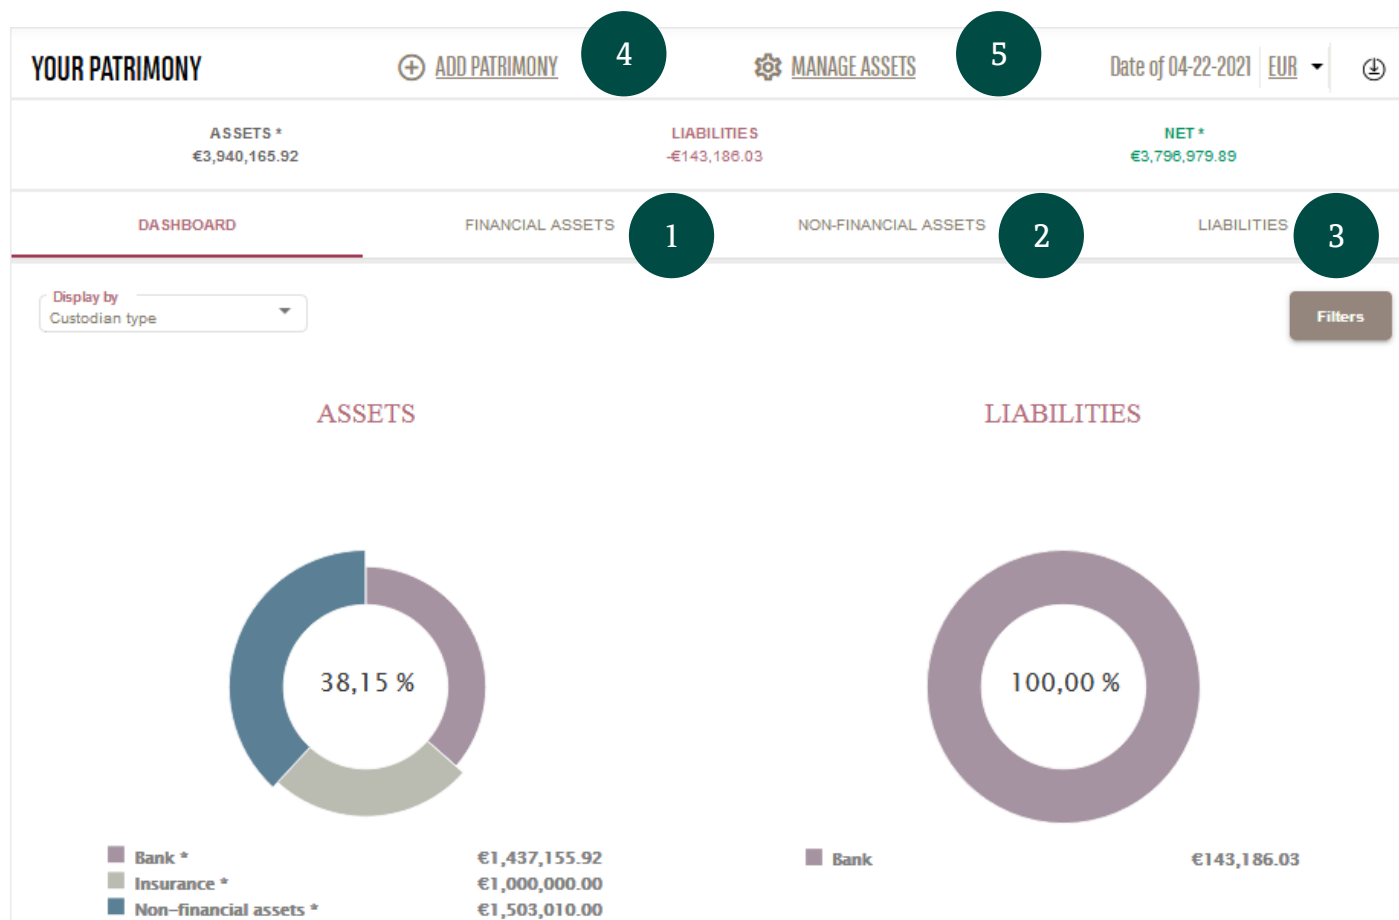 YOUR PATRIMONY
ADD PATRIMONY
4
MANAGE ASSETS
5
Date of 04-22-2021
EUR
ASSETS *
€3,940,165.92
LIABILITIES
-€143,186.03
NET *
€3,796,979.89
DASHBOARD
FINANCIAL ASSETS
1
NON-FINANCIAL ASSETS
2
LIABILITIES
3
Display by
Custodian type
Filters
ASSETS
38,15 %
Bank * €1,437,155.92
Insurance * €1,000,000.00
Non-financial assets * €1,503,010.00
LIABILITIES
100,00 %
Bank €143,186.03